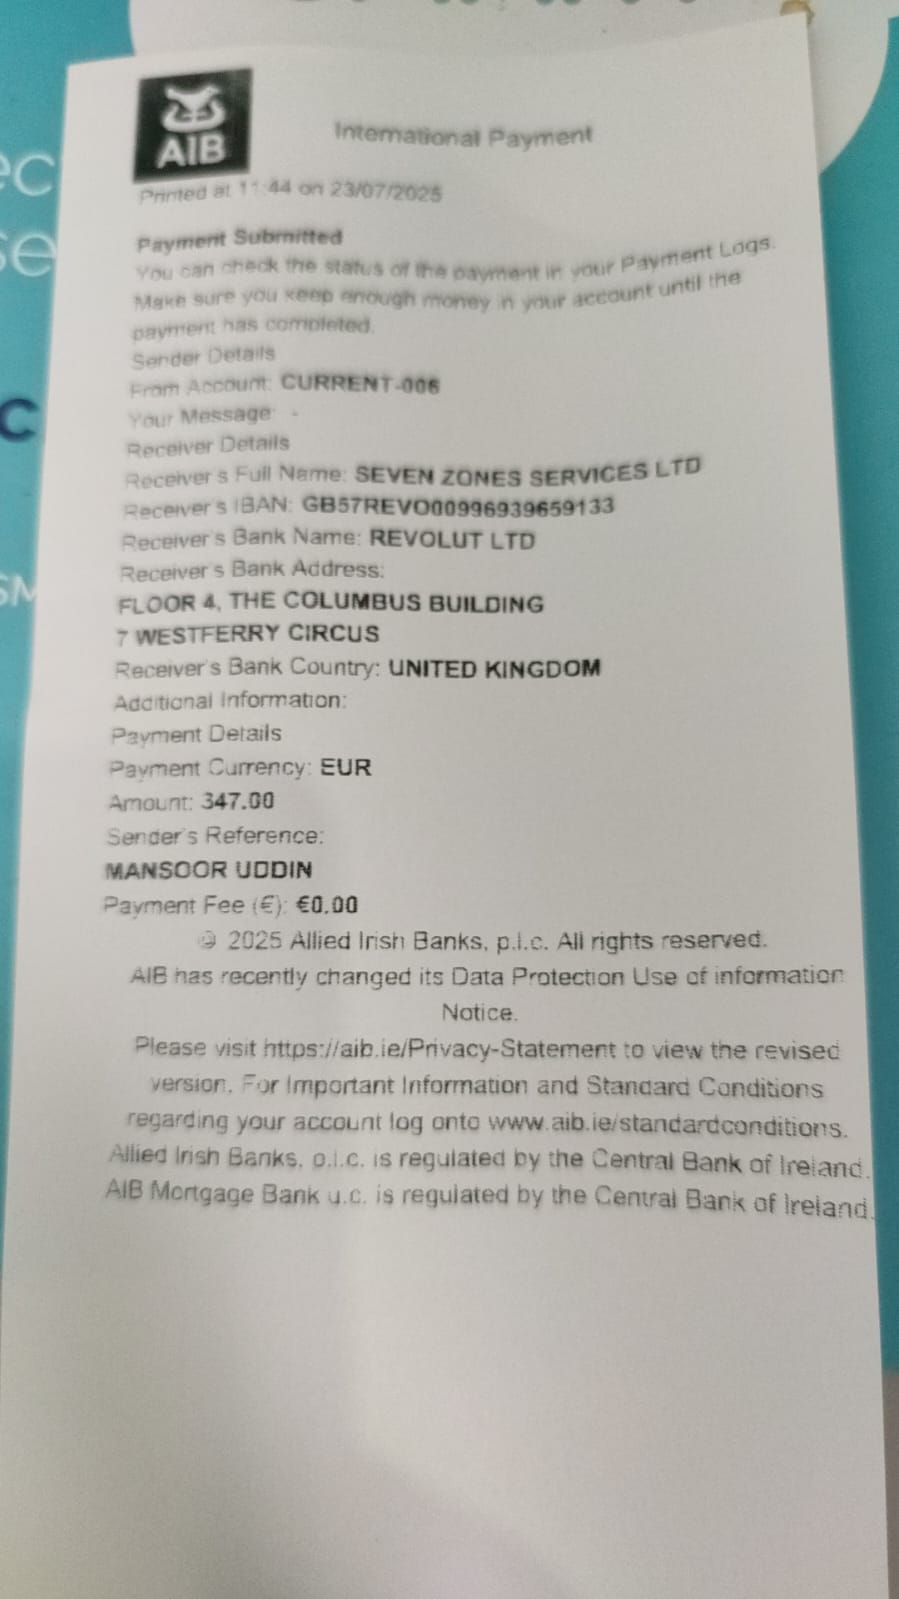 AIB
International Payment
Printed at 11:44 on 23/07/2025
Payment Submitted
You can check the status of the payment in your Payment Logs.
Make sure you keep enough money in your account until the
payment has completed.
Sender Details
From Account: CURRENT-006
Your Message: -
Receiver Details
Receiver's Full Name: SEVEN ZONES SERVICES LTD
Receiver's IBAN: GB57REVO00996939659133
Receiver's Bank Name: REVOLUT LTD
Receiver's Bank Address:
FLOOR 4, THE COLUMBUS BUILDING
7 WESTFERRY CIRCUS
Receiver's Bank Country: UNITED KINGDOM
Additional Information:
Payment Details
Payment Currency: EUR
Amount: 347.00
Sender's Reference:
MANSOOR UDDIN
Payment Fee (€): €0.00
© 2025 Allied Irish Banks, p.l.c. All rights reserved.
AIB has recently changed its Data Protection Use of information
Notice.
Please visit https://aib.ie/Privacy-Statement to view the revised
version. For Important Information and Standard Conditions
regarding your account log onto www.aib.ie/standardconditions.
Allied Irish Banks, p.l.c. is regulated by the Central Bank of Ireland.
AIB Mortgage Bank u.c. is regulated by the Central Bank of Ireland.